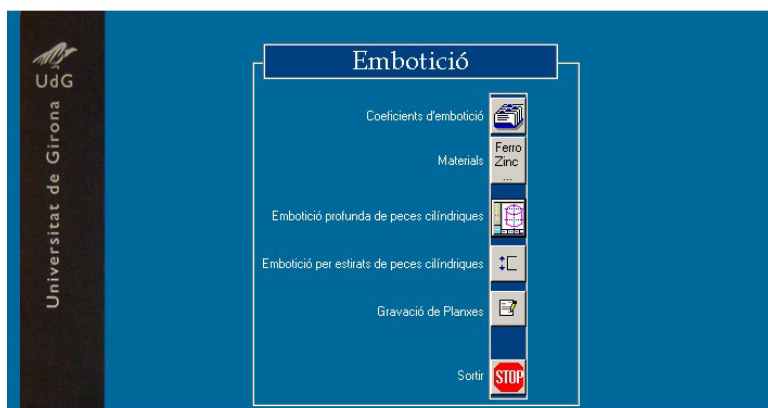 UdG
Universitat de Girona
Embotició
Coeficients d'embotició
Materials
Ferro
Zinc
...
Embotició profunda de peces cilíndriques
Embotició per estirats de peces cilíndriques
Gravació de Planxes
Sortir
STOP